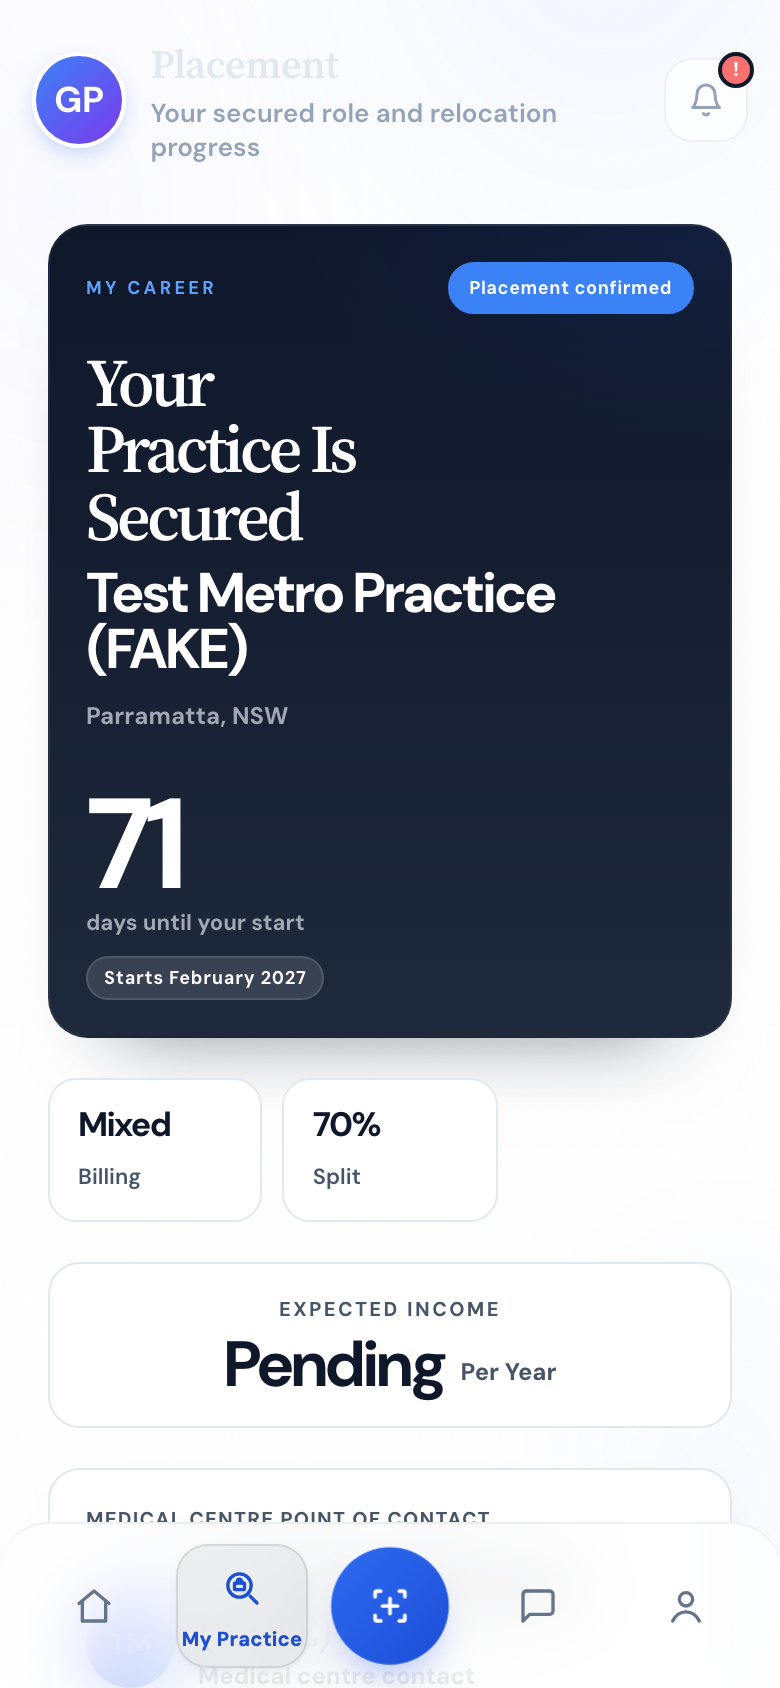 Placement
GP
Your secured role and relocation
progress
!
MY CAREER
Placement confirmed
Your
Practice Is
Secured
Test Metro Practice
(FAKE)
Parramatta, NSW
71
days until your start
Starts February 2027
Mixed
Billing
70%
Split
EXPECTED INCOME
Pending Per Year
MEDICAL CENTRE POINT OF CONTACT
My Practice
TM
Medical centre contact